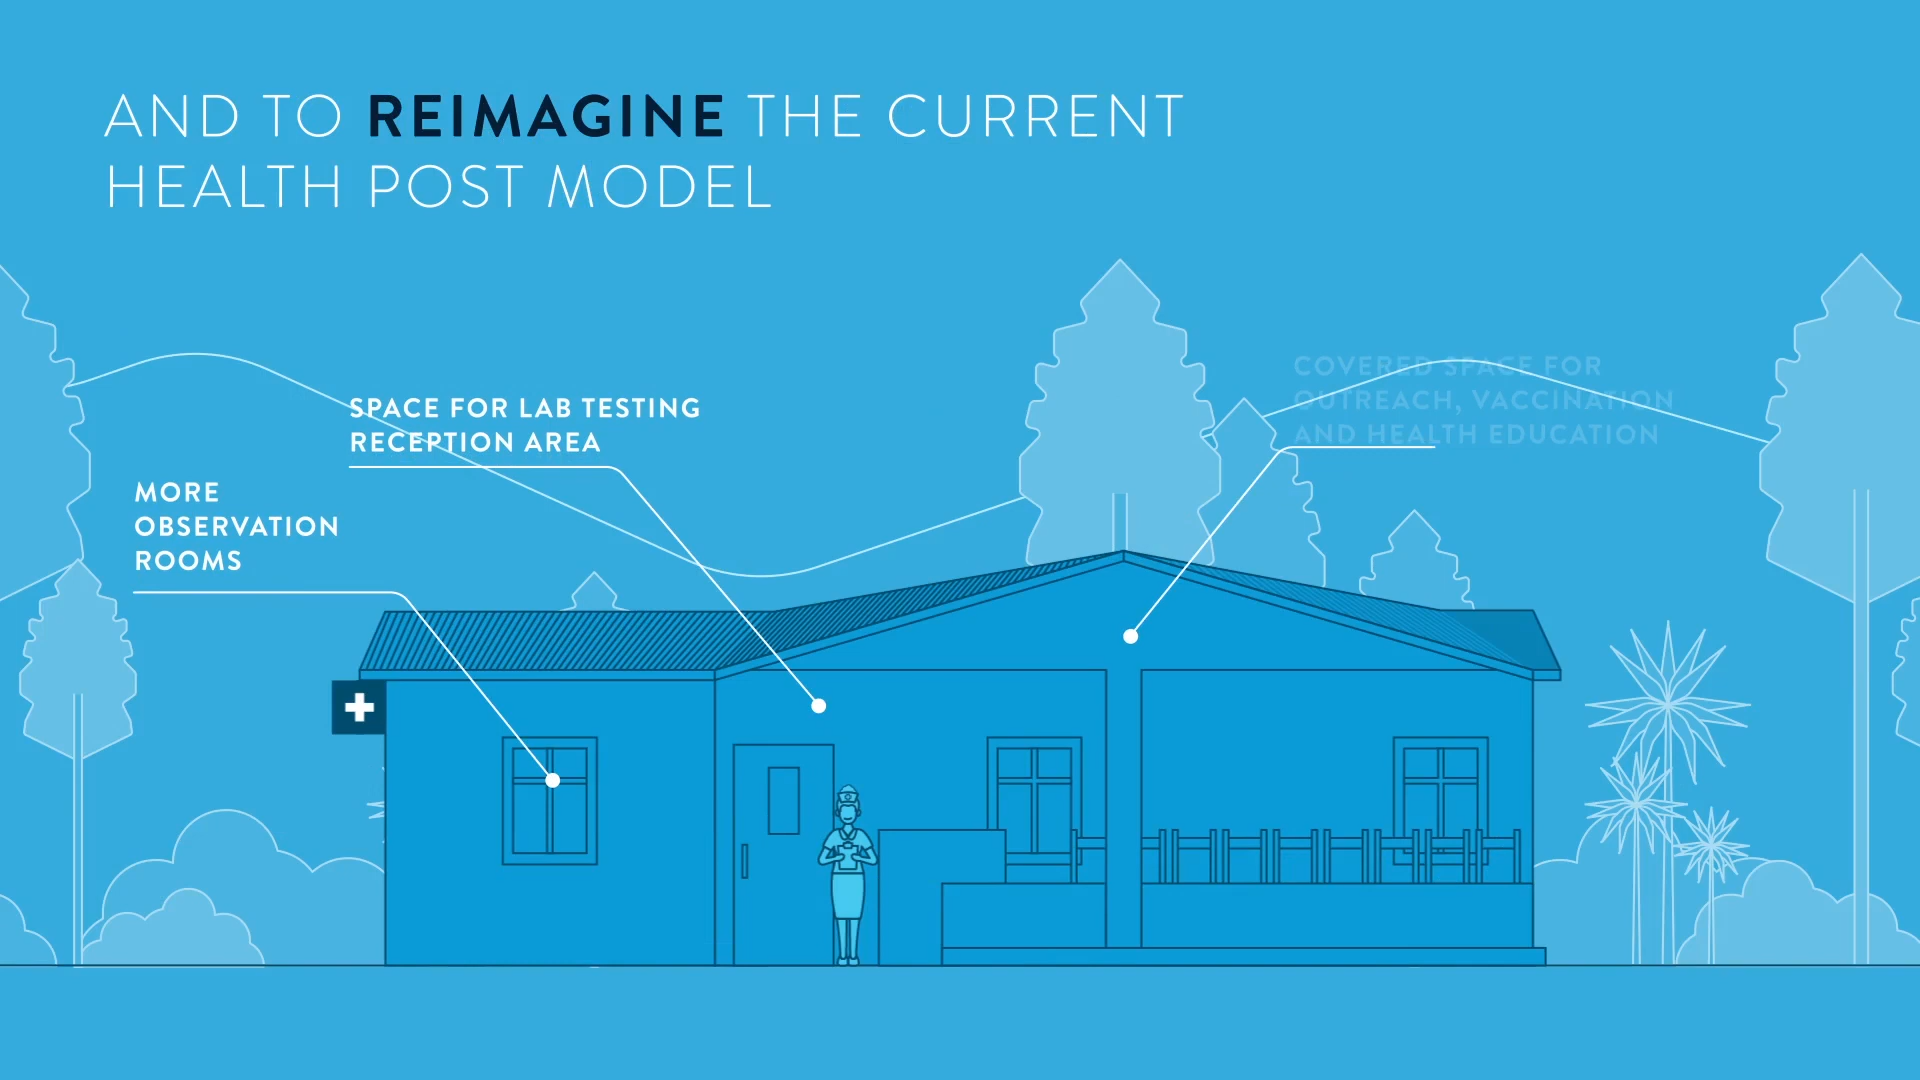 AND TO REIMAGINE THE CURRENT
HEALTH POST MODEL
SPACE FOR LAB TESTING
RECEPTION AREA
MORE
OBSERVATION
ROOMS
COVERED SPACE FOR
OUTREACH, VACCINATION
AND HEALTH EDUCATION